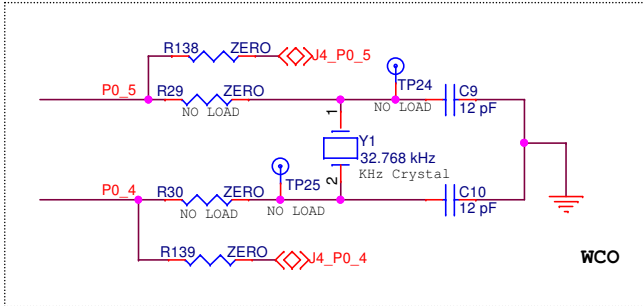 R138 ZERO J4_P0_5
P0_5 R29 ZERO TP24 C9
NO LOAD NO LOAD 12 pF
1 Y1
32.768 kHz
KHz Crystal
2
P0_4 R30 ZERO TP25 C10
NO LOAD NO LOAD 12 pF
R139 ZERO J4_P0_4
WCO